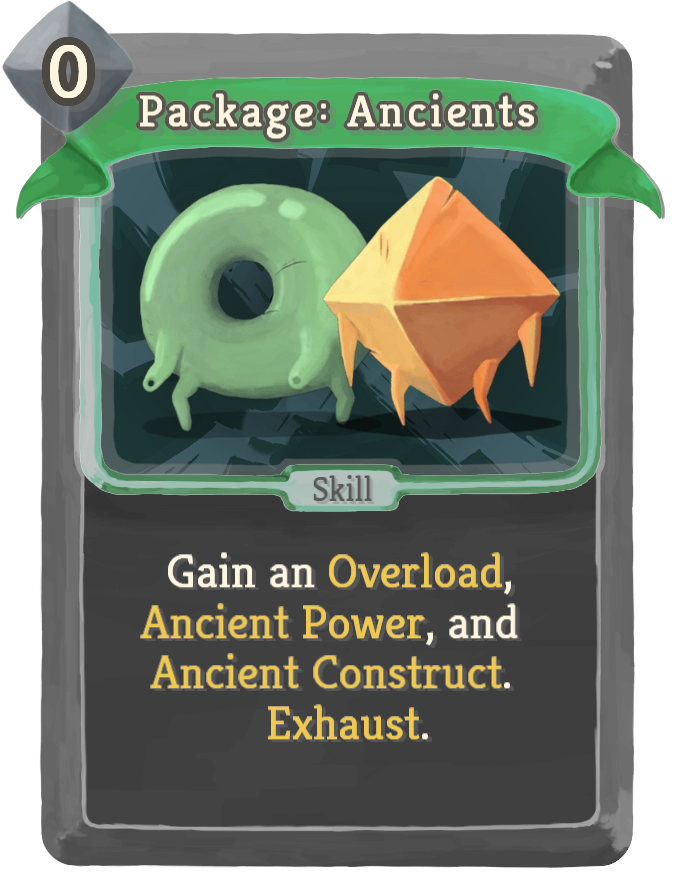 0
Package: Ancients
Skill
Gain an Overload,
Ancient Power, and
Ancient Construct.
Exhaust.